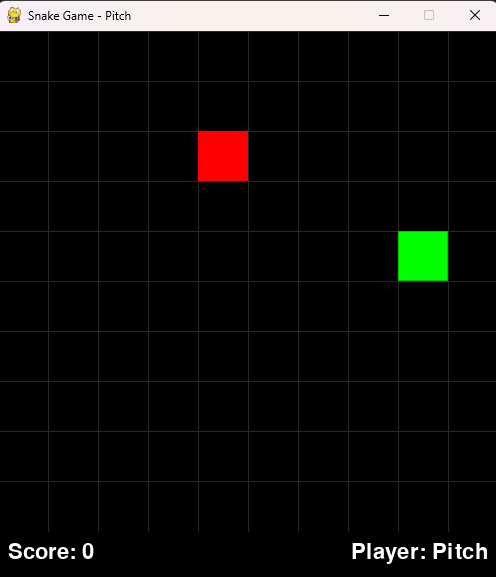 Snake Game - Pitch
Score: 0
Player: Pitch